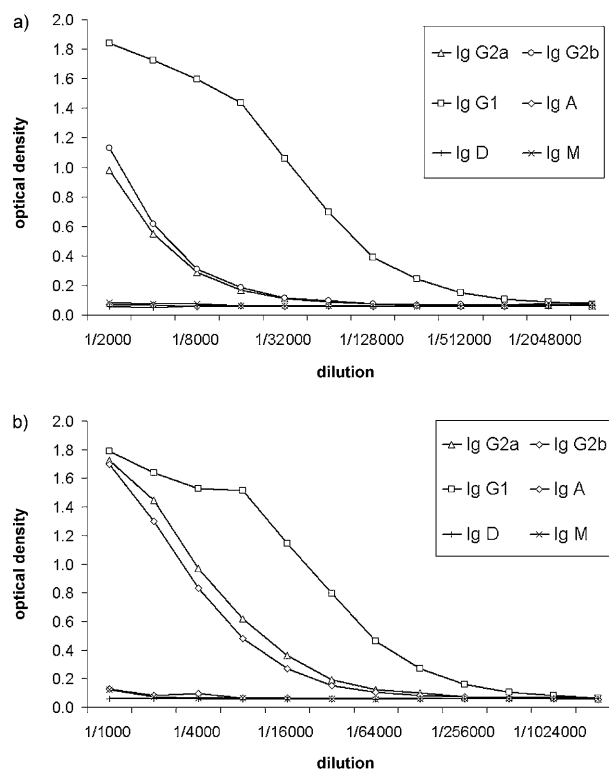 a)
optical density
2.0
1.8
1.6
1.4
1.2
1.0
0.8
0.6
0.4
0.2
0.0
1/2000 1/8000 1/32000 1/128000 1/512000 1/2048000
dilution
Ig G2a Ig G2b
Ig G1 Ig A
Ig D Ig M
b)
optical density
2.0
1.8
1.6
1.4
1.2
1.0
0.8
0.6
0.4
0.2
0.0
1/1000 1/4000 1/16000 1/64000 1/256000 1/1024000
dilution
Ig G2a Ig G2b
Ig G1 Ig A
Ig D Ig M